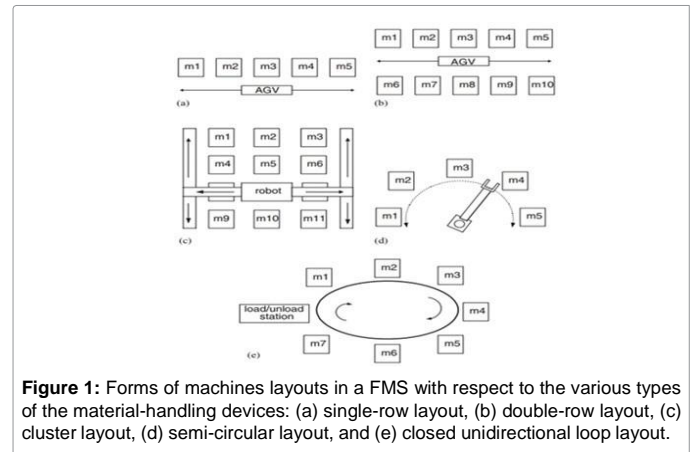 m1 m2 m3 m4 m5
AGV
(a)
m1 m2 m3 m4 m5
AGV
m6 m7 m8 m9 m10
(b)
m1 m2 m3
m4 m5 m6
robot
m9 m10 m11
(c)
m3
m2 m4
m1 m5
(d)
m2
m1 m3
load/unload
station
m4
m7 m5
m6
(e)
Figure 1: Forms of machines layouts in a FMS with respect to the various types
of the material-handling devices: (a) single-row layout, (b) double-row layout, (c)
cluster layout, (d) semi-circular layout, and (e) closed unidirectional loop layout.